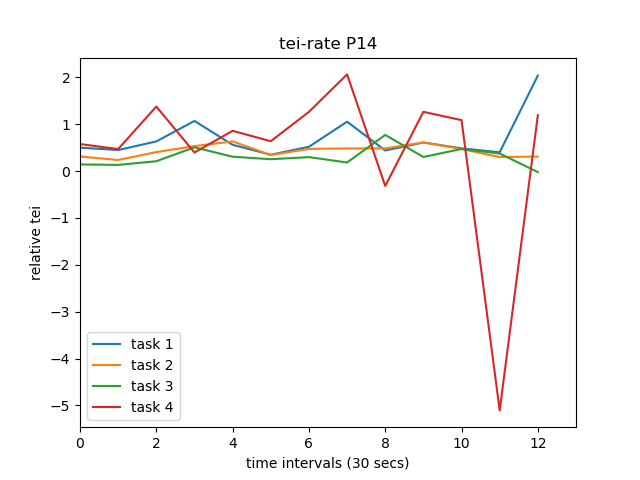 tei-rate P14
relative tei
2
1
0
−1
−2
−3
−4
−5
task 1
task 2
task 3
task 4
0 2 4 6 8 10 12
time intervals (30 secs)